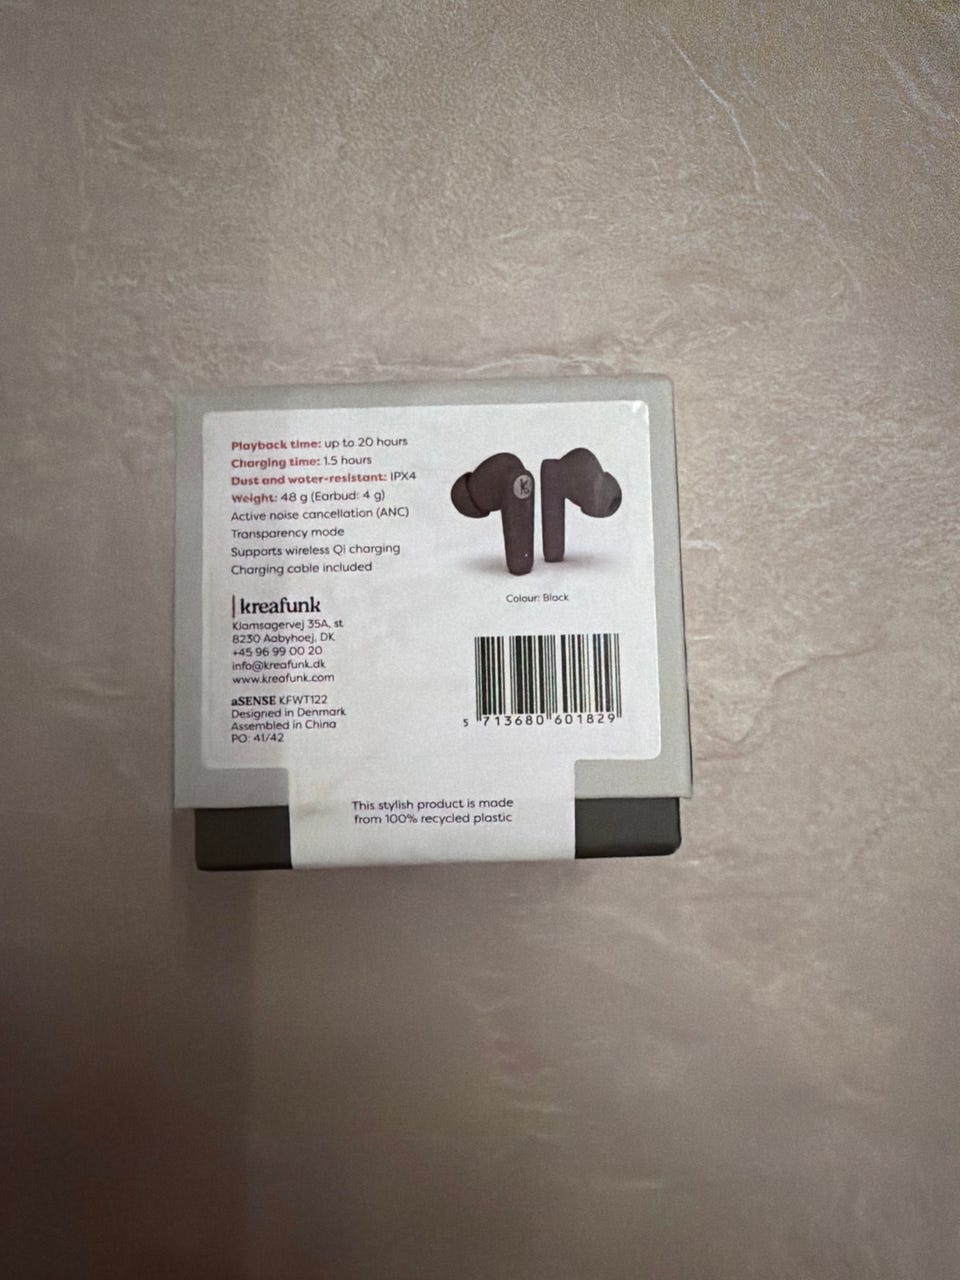 Playback time: up to 20 hours
Charging time: 1.5 hours
Dust and water-resistant: IPX4
Weight: 48 g (Earbud: 4 g)
Active noise cancellation (ANC)
Transparency mode
Supports wireless Qi charging
Charging cable included
kreafunk
Klamsagervej 35A, st
8230 Aabyhoej, DK
+45 96 99 00 20
info@kreafunk.dk
www.kreafunk.com
aSENSE KFWT122
Designed in Denmark
Assembled in China
PO: 41/42
Colour: Black
5 713680 601829
This stylish product is made
from 100% recycled plastic